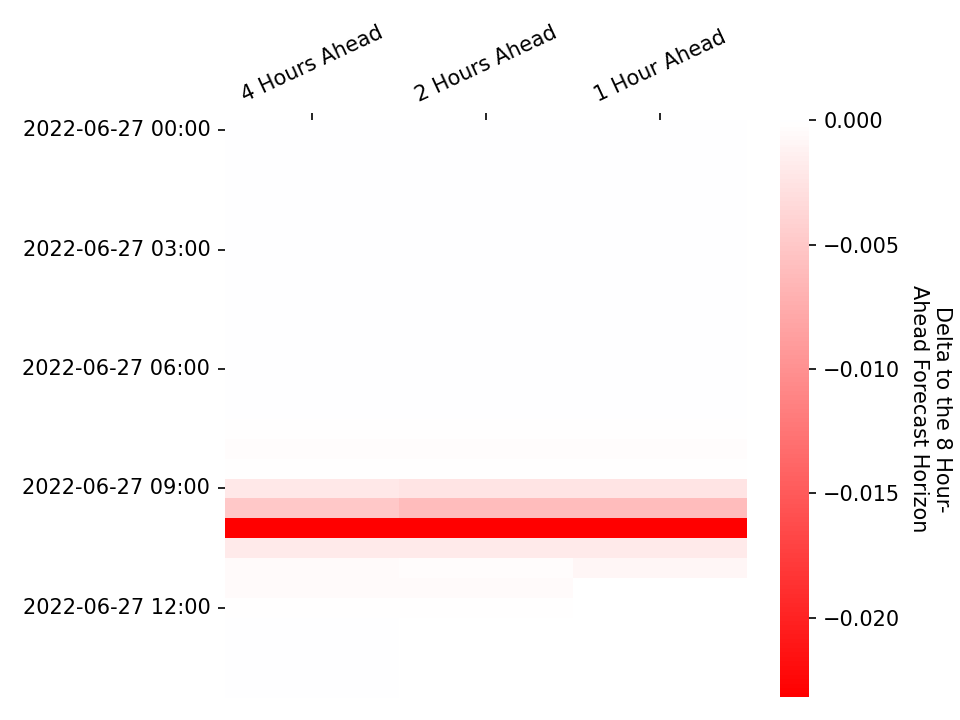 4 Hours Ahead
2 Hours Ahead
1 Hour Ahead
2022-06-27 00:00
2022-06-27 03:00
2022-06-27 06:00
2022-06-27 09:00
2022-06-27 12:00
0.000
−0.005
−0.010
−0.015
−0.020
Delta to the 8 Hour-
Ahead Forecast Horizon